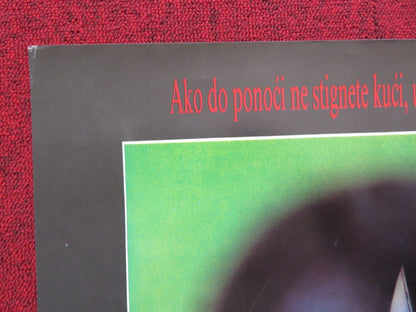 Ako do ponoći ne stignete kući,